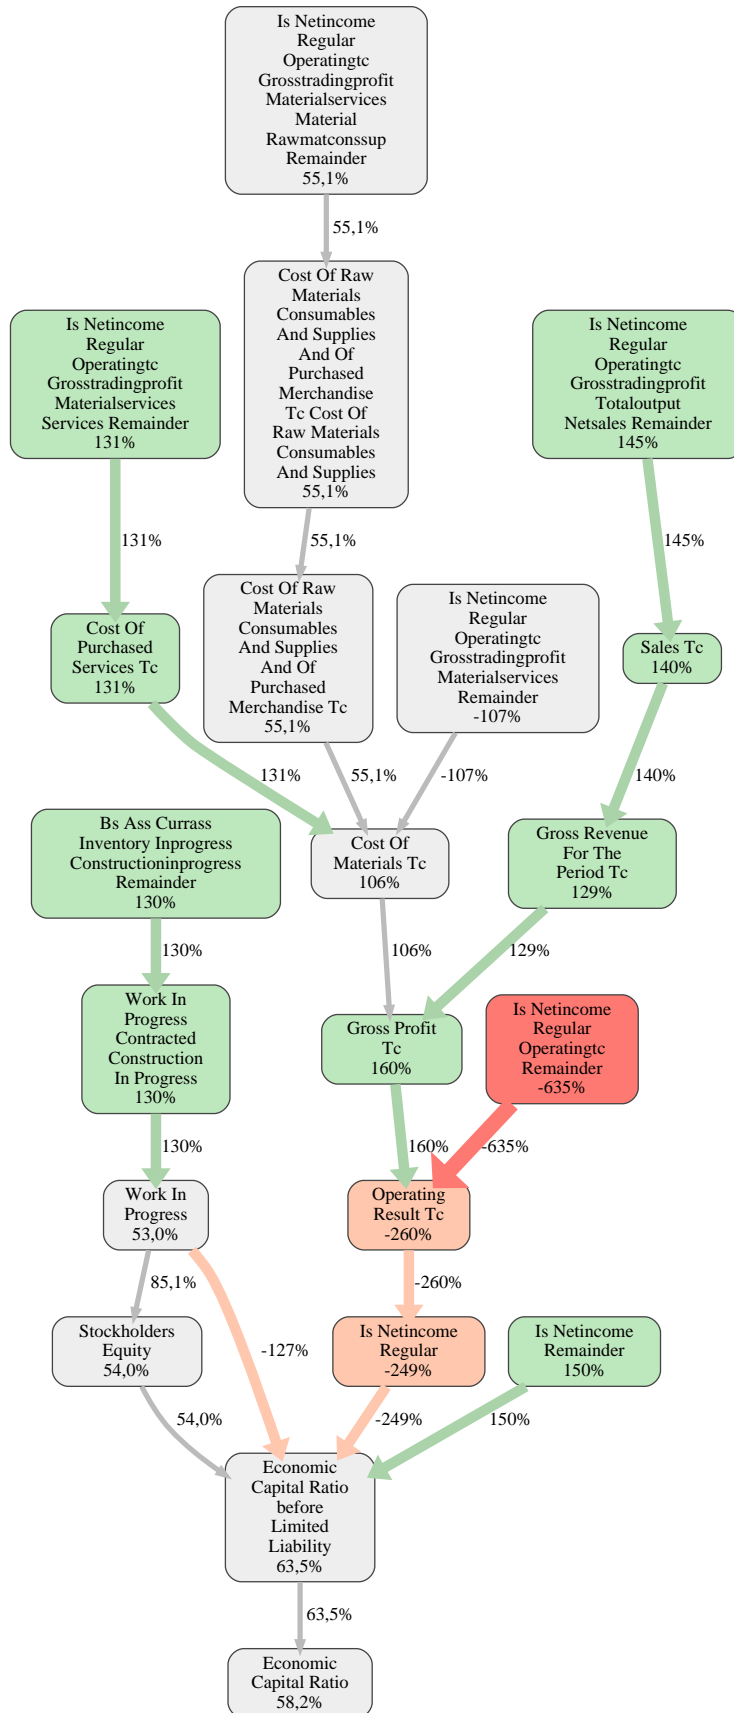 Is Netincome
Regular
Operatingtc
Grosstradingprofit
Materialservices
Material
Rawmatconssup
Remainder
55,1%
55,1%
Cost Of Raw
Materials
Consumables
And Supplies
And Of
Purchased
Merchandise
Tc Cost Of
Raw Materials
Consumables
And Supplies
55,1%
Is Netincome
Regular
Operatingtc
Grosstradingprofit
Materialservices
Services Remainder
131%
Is Netincome
Regular
Operatingtc
Grosstradingprofit
Totaloutput
Netsales Remainder
145%
131%
55,1%
145%
Cost Of
Purchased
Services Tc
131%
Cost Of Raw
Materials
Consumables
And Supplies
And Of
Purchased
Merchandise Tc
55,1%
Is Netincome
Regular
Operatingtc
Grosstradingprofit
Materialservices
Remainder
-107%
Sales Tc
140%
131%
55,1%
-107%
140%
Bs Ass Currass
Inventory Inprogress
Constructioninprogress
Remainder
130%
Cost Of
Materials Tc
106%
Gross Revenue
For The
Period Tc
129%
130%
106%
129%
Work In
Progress
Contracted
Construction
In Progress
130%
Gross Profit
Tc
160%
Is Netincome
Regular
Operatingtc
Remainder
-635%
130%
160%
-635%
Work In
Progress
53,0%
Operating
Result Tc
-260%
85,1%
-127%
-260%
Stockholders
Equity
54,0%
Is Netincome
Regular
-249%
Is Netincome
Remainder
150%
54,0%
-249%
150%
Economic
Capital Ratio
before
Limited
Liability
63,5%
63,5%
Economic
Capital Ratio
58,2%